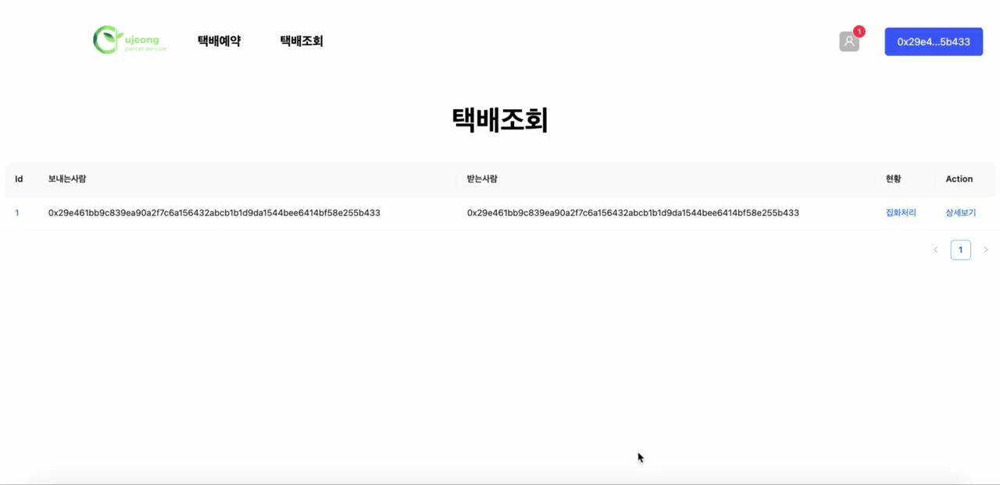 ujeong
parcel service
택배예약
택배조회
1
0x29e4...5b433
택배조회
Id 보내는사람 받는사람 현황 Action
1 0x29e461bb9c839ea90a2f7c6a156432abcb1b1d9da1544bee6414bf58e255b433 0x29e461bb9c839ea90a2f7c6a156432abcb1b1d9da1544bee6414bf58e255b433 집화처리 상세보기
< 1 >